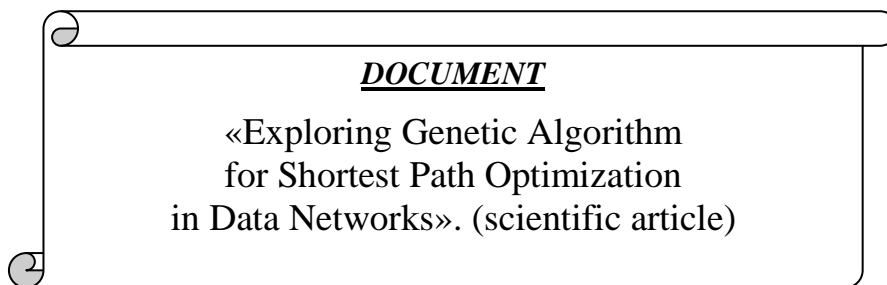 DOCUMENT
«Exploring Genetic Algorithm
for Shortest Path Optimization
in Data Networks». (scientific article)